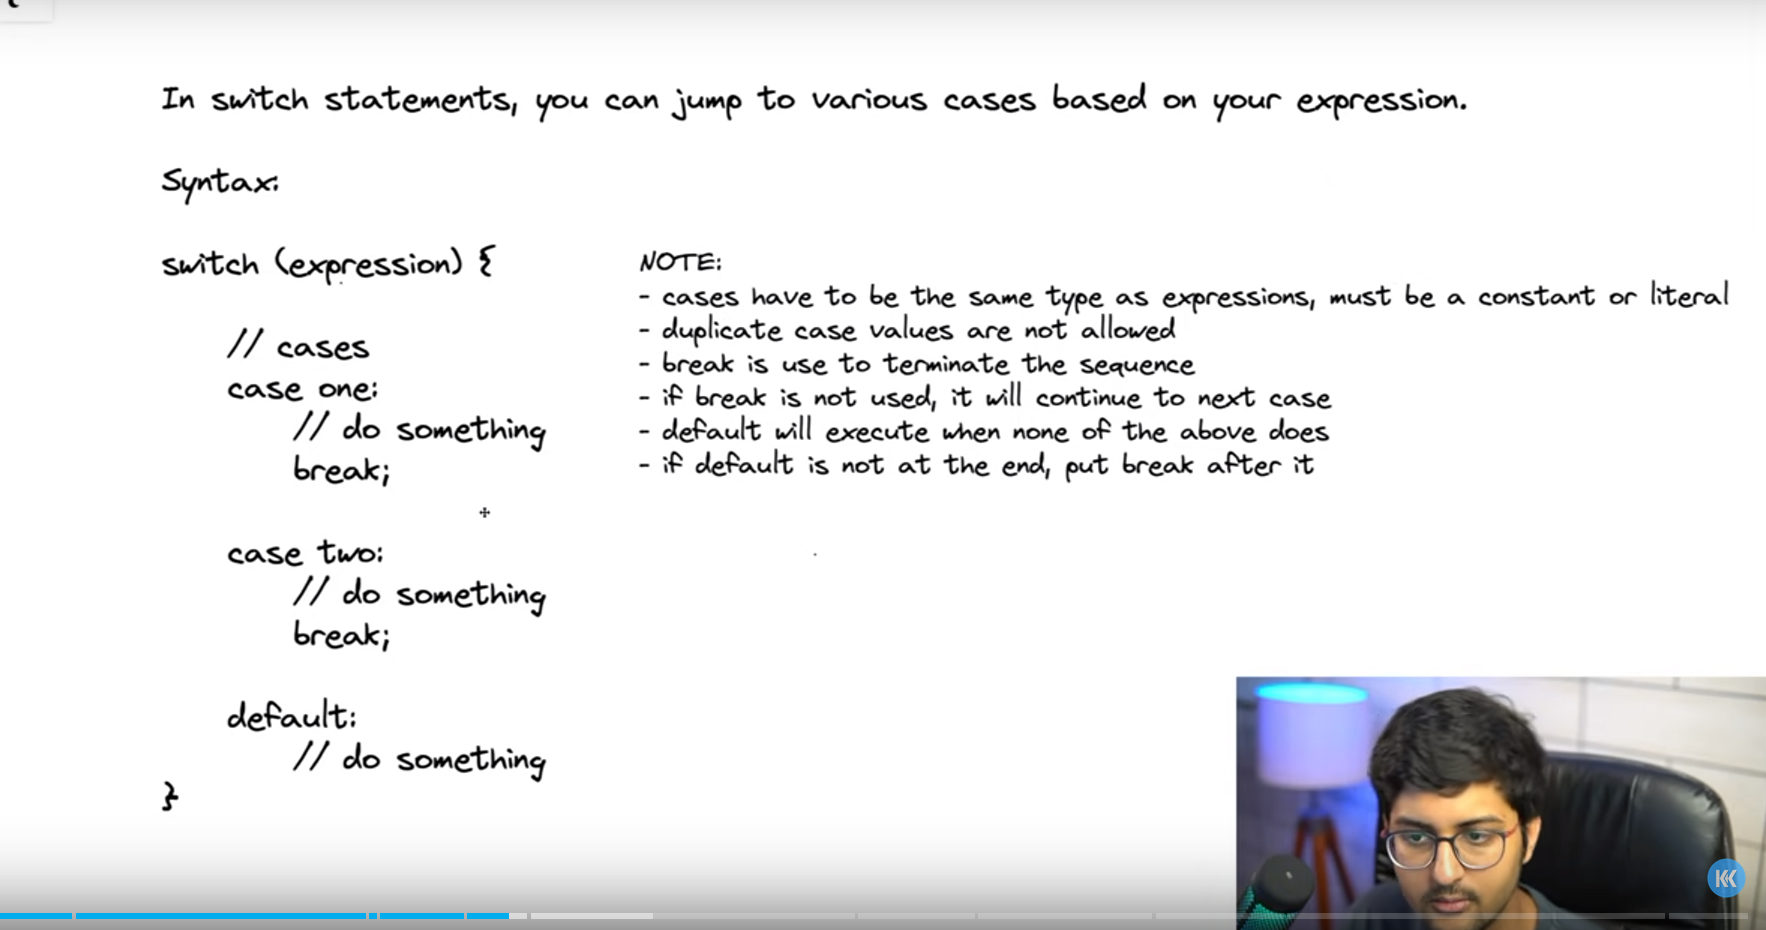 In switch statements, you can jump to various cases based on your expression.
Syntax:
switch (expression) {
// cases
case one:
// do something
break;
case two:
// do something
break;
default:
// do something
}
NOTE:
- cases have to be the same type as expressions, must be a constant or literal
- duplicate case values are not allowed
- break is use to terminate the sequence
- if break is not used, it will continue to next case
- default will execute when none of the above does
- if default is not at the end, put break after it
KK